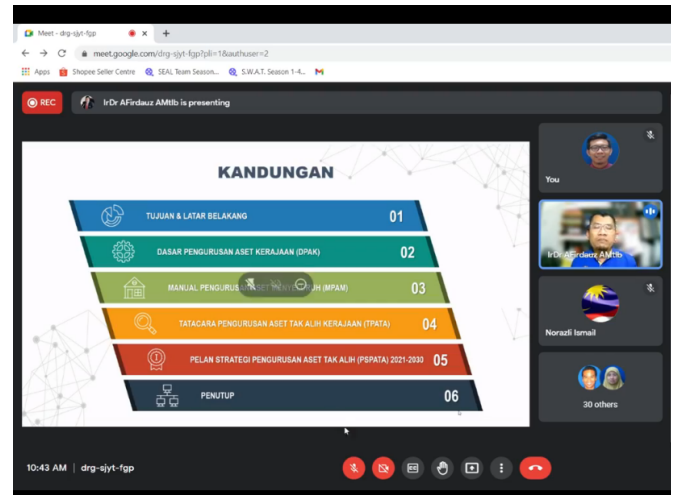 Meet - drg-sjyt-fgp
meet.google.com/drg-sjyt-fgp?pli=1&authuser=2
Apps Shopee Seller Centre SEAL Team Season... S.W.A.T. Season 1-4...
REC IrDr AFirdauz AMtlb is presenting
KANDUNGAN
TUJUAN & LATAR BELAKANG 01
DASAR PENGURUSAN ASET KERAJAAN (DPAK) 02
MANUAL PENGURUSAN ASET (MPAM) 03
TATACARA PENGURUSAN ASET TAK ALIH KERAJAAN (TPATA) 04
PELAN STRATEGI PENGURUSAN ASET TAK ALIH (PSPATA) 2021-2030 05
PENUTUP 06
You
IrDr AFirdauz AMtlb
Norazli Ismail
30 others
10:43 AM | drg-sjyt-fgp